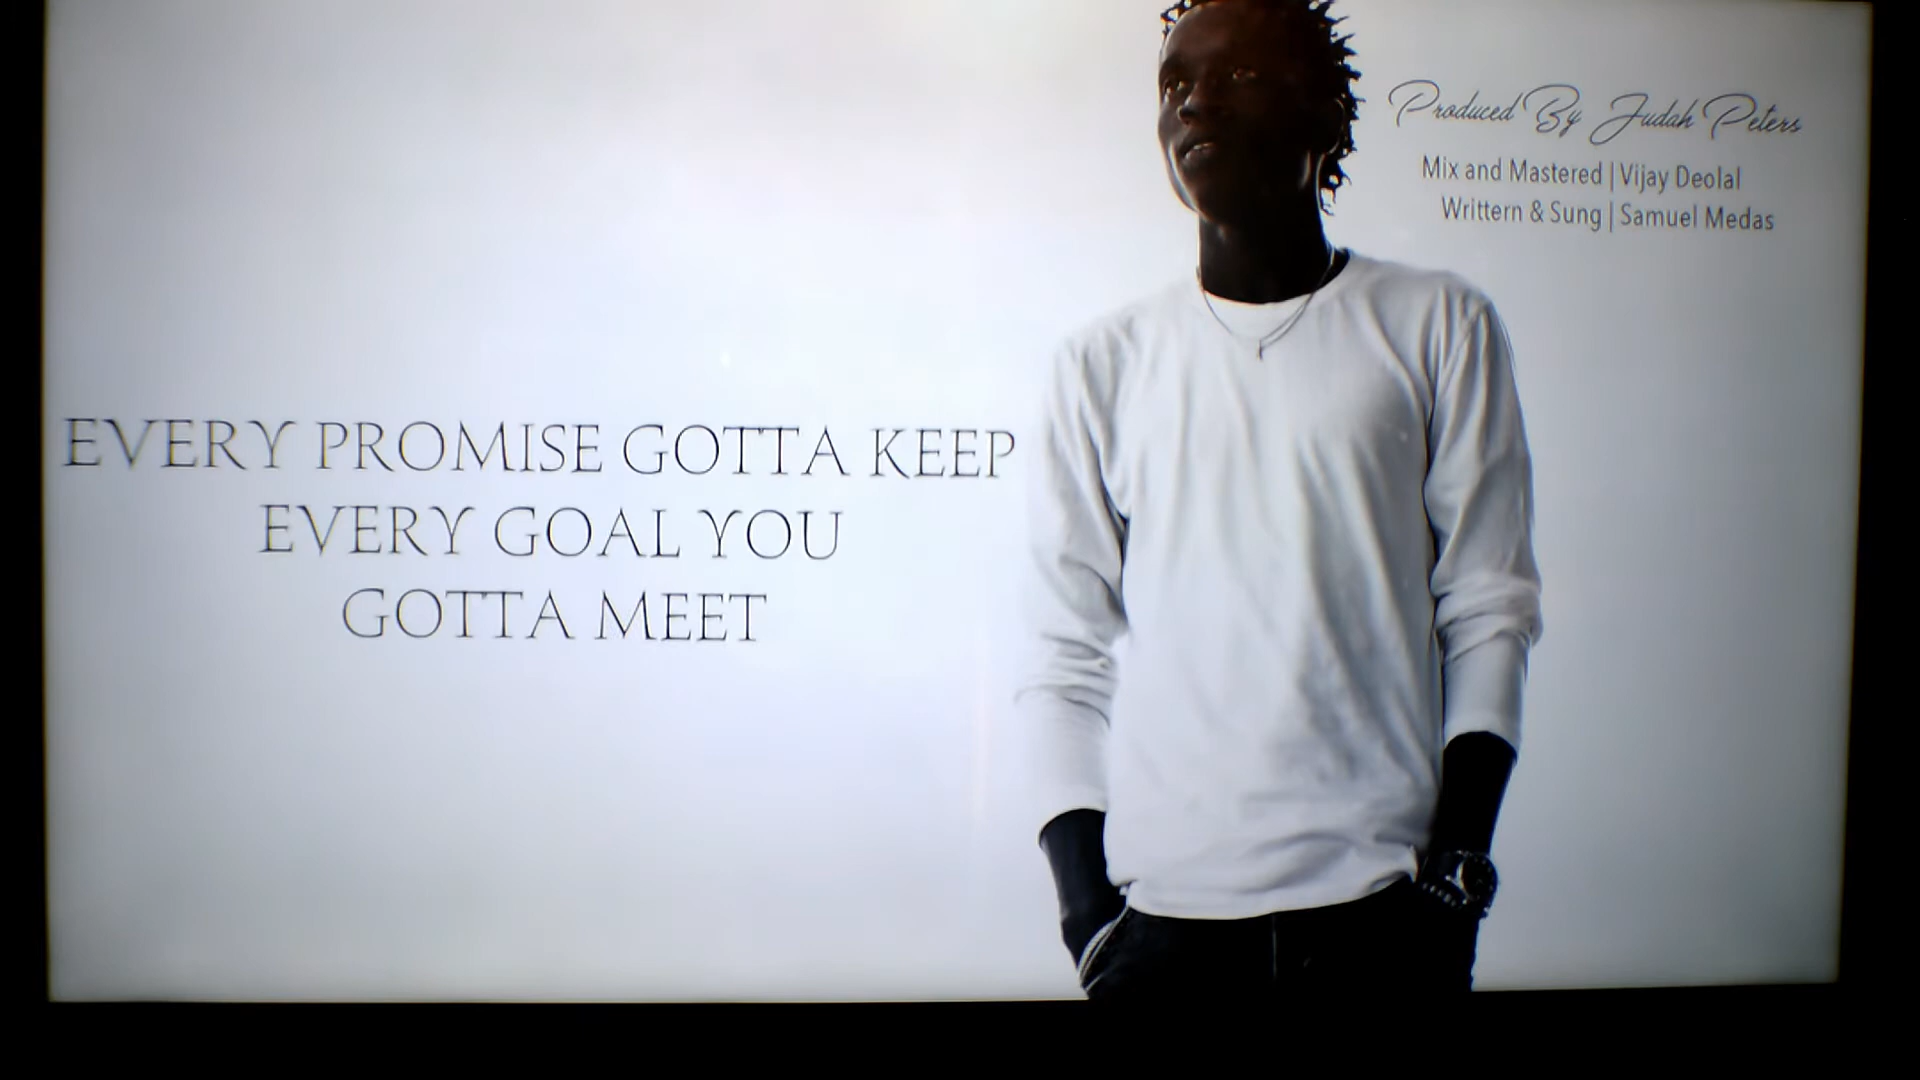 Produced By Judah Peters
Mix and Mastered | Vijay Deolal
Writtern & Sung | Samuel Medas
EVERY PROMISE GOTTA KEEP
EVERY GOAL YOU
GOTTA MEET